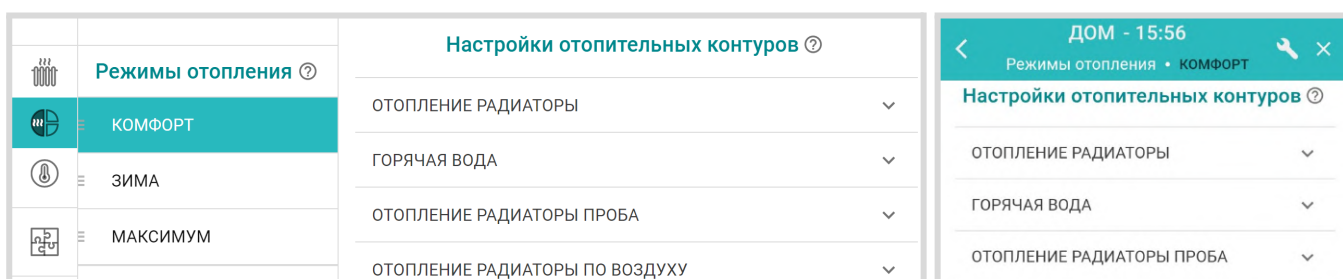 Режимы отопления
КОМФОРТ
ЗИМА
МАКСИМУМ
Настройки отопительных контуров
ОТОПЛЕНИЕ РАДИАТОРЫ
ГОРЯЧАЯ ВОДА
ОТОПЛЕНИЕ РАДИАТОРЫ ПРОБА
ОТОПЛЕНИЕ РАДИАТОРЫ ПО ВОЗДУХУ
ДОМ - 15:56
Режимы отопления • КОМФОРТ
Настройки отопительных контуров
ОТОПЛЕНИЕ РАДИАТОРЫ
ГОРЯЧАЯ ВОДА
ОТОПЛЕНИЕ РАДИАТОРЫ ПРОБА